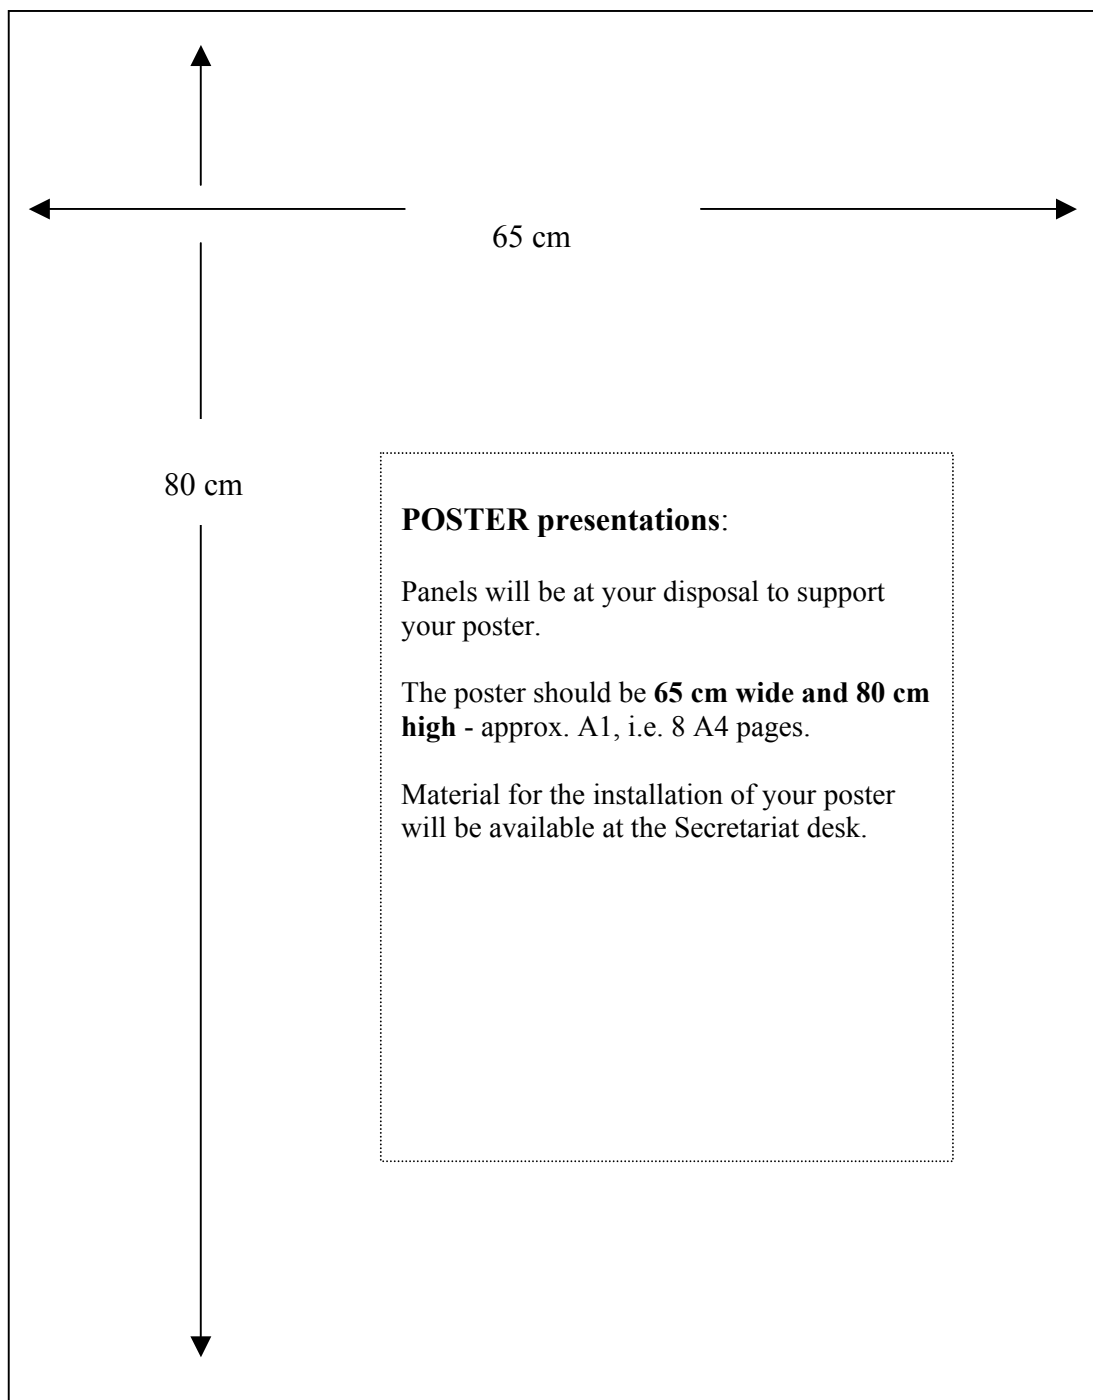 65 cm
80 cm
POSTER presentations:
Panels will be at your disposal to support
your poster.
The poster should be 65 cm wide and 80 cm
high - approx. A1, i.e. 8 A4 pages.
Material for the installation of your poster
will be available at the Secretariat desk.